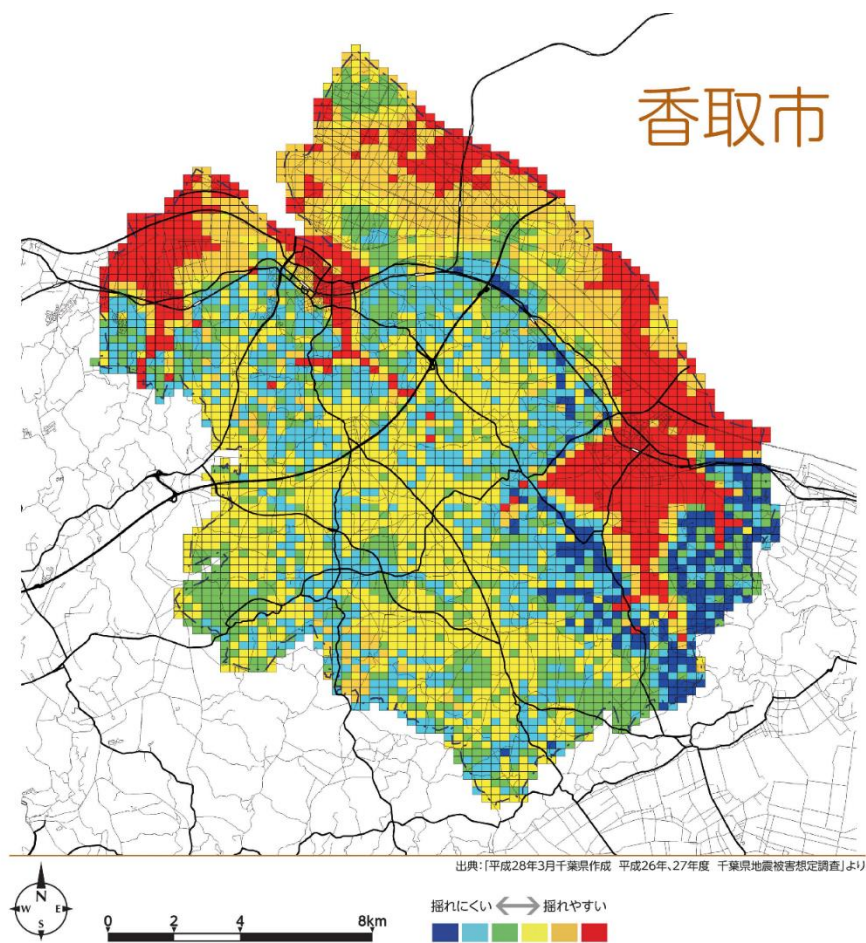 香取市
出典：「平成28年3月千葉県作成　平成26年、27年度　千葉県地震被害想定調査」より
N
W E
S
0 2 4 8km
揺れにくい ⟷ 揺れやすい